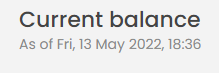 Current balance
As of Fri, 13 May 2022, 18:36